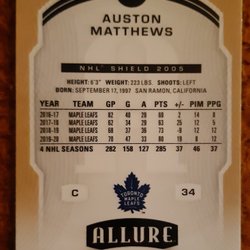 AUSTON
MATTHEWS
NHL® SHIELD 2005
HEIGHT: 6'3" WEIGHT: 223 LBS. SHOOTS: LEFT
BORN: SEPTEMBER 17, 1997 SAN RAMON, CALIFORNIA
YEAR TEAM GP G A PTS +/- PIM PPG
2016-17 MAPLE LEAFS 82 40 29 69 2 14 8
2017-18 MAPLE LEAFS 62 34 29 63 25 12
2018-19 MAPLE LEAFS 68 37 36 73 12
2019-20 MAPLE LEAFS 70 47 33 80 8 12
4 NHL SEASONS 282 158 127 285 37 46 37
C 34
TORONTO
MAPLE
LEAFS
ALLURE